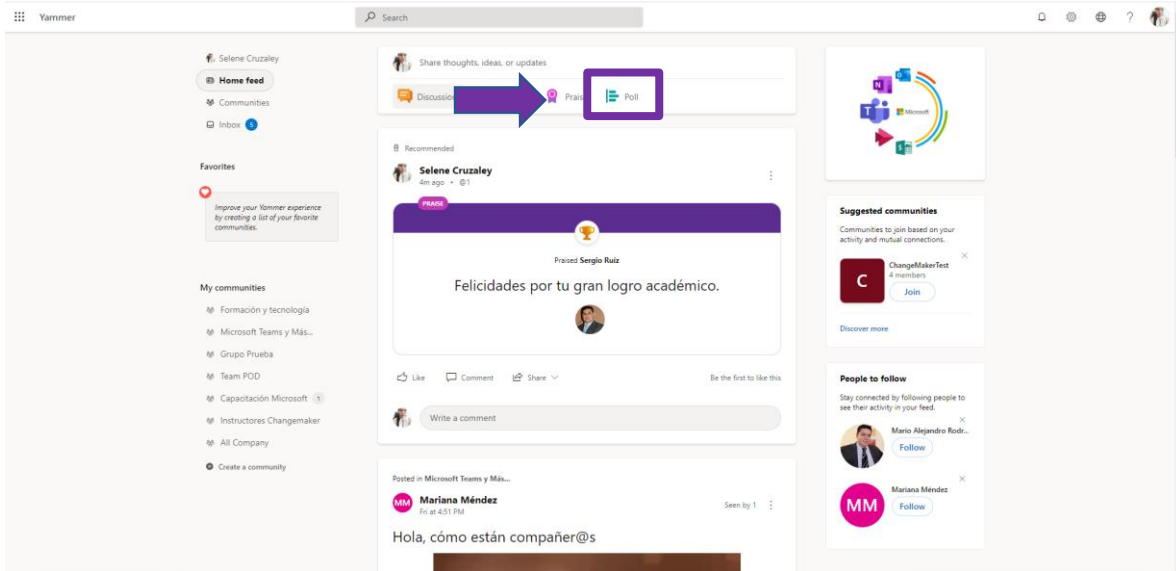 Yammer
Search
Selene Cruzaley
Home feed
Communities
Inbox 5
Favorites
Improve your Yammer experience
by creating a list of your favorite
communities.
My communities
Formación y tecnología
Microsoft Teams y Más...
Grupo Prueba
Team POD
Capacitación Microsoft 1
Instructores Changemaker
All Company
Create a community
Share thoughts, ideas, or updates
Discussion Prais Poll
Recommended
Selene Cruzaley
4m ago • @1
PRAISE
Praised Sergio Ruiz
Felicidades por tu gran logro académico.
Like Comment Share Be the first to like this
Write a comment
Posted in Microsoft Teams y Más...
MM Mariana Méndez
Fri at 4:51 PM
Seen by 1
Hola, cómo están compañer@s
Microsoft
Suggested communities
Communities to join based on your
activity and mutual connections.
C
ChangeMakerTest
4 members
Join
Discover more
People to follow
Stay connected by following people to
see their activity in your feed.
Mario Alejandro Rodr...
Follow
MM
Mariana Méndez
Follow